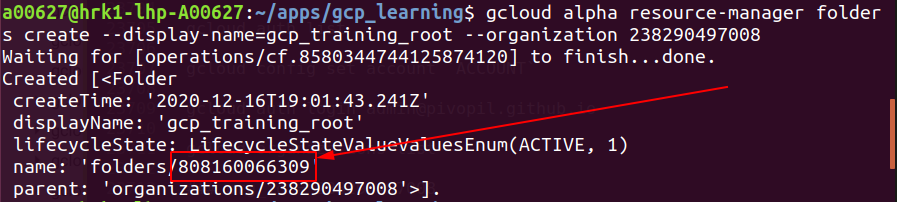 a00627@hrk1-lhp-A00627:~/apps/gcp_learning$ gcloud alpha resource-manager folder
s create --display-name=gcp_training_root --organization 238290497008
Waiting for [operations/cf.8580344744125874120] to finish...done.
Created [<Folder
createTime: '2020-12-16T19:01:43.241Z'
displayName: 'gcp_training_root'
lifecycleState: LifecycleStateValueValuesEnum(ACTIVE, 1)
name: 'folders/808160066309'
parent: 'organizations/238290497008'>].